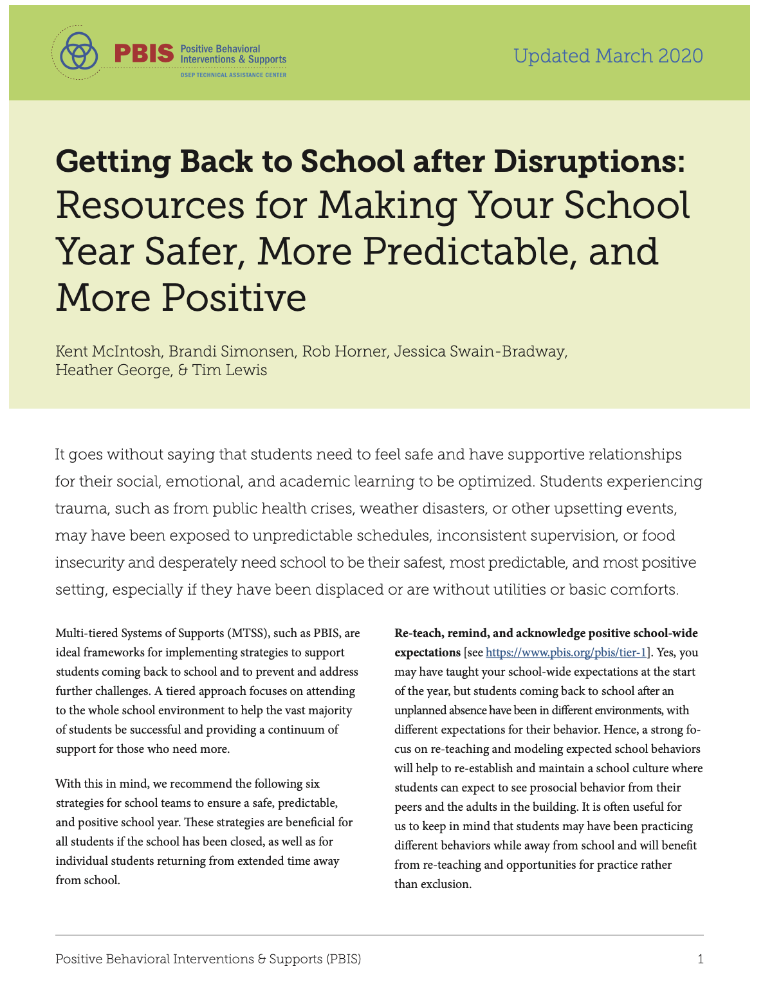 PBIS Positive Behavioral
Interventions & Supports
OSEP TECHNICAL ASSISTANCE CENTER
Updated March 2020
Getting Back to School after Disruptions:
Resources for Making Your School
Year Safer, More Predictable, and
More Positive
Kent McIntosh, Brandi Simonsen, Rob Horner, Jessica Swain-Bradway,
Heather George, & Tim Lewis
It goes without saying that students need to feel safe and have supportive relationships
for their social, emotional, and academic learning to be optimized. Students experiencing
trauma, such as from public health crises, weather disasters, or other upsetting events,
may have been exposed to unpredictable schedules, inconsistent supervision, or food
insecurity and desperately need school to be their safest, most predictable, and most positive
setting, especially if they have been displaced or are without utilities or basic comforts.
Multi-tiered Systems of Supports (MTSS), such as PBIS, are
ideal frameworks for implementing strategies to support
students coming back to school and to prevent and address
further challenges. A tiered approach focuses on attending
to the whole school environment to help the vast majority
of students be successful and providing a continuum of
support for those who need more.
With this in mind, we recommend the following six
strategies for school teams to ensure a safe, predictable,
and positive school year. These strategies are beneficial for
all students if the school has been closed, as well as for
individual students returning from extended time away
from school.
Re-teach, remind, and acknowledge positive school-wide
expectations [see https://www.pbis.org/pbis/tier-1]. Yes, you
may have taught your school-wide expectations at the start
of the year, but students coming back to school after an
unplanned absence have been in different environments, with
different expectations for their behavior. Hence, a strong fo-
cus on re-teaching and modeling expected school behaviors
will help to re-establish and maintain a school culture where
students can expect to see prosocial behavior from their
peers and the adults in the building. It is often useful for
us to keep in mind that students may have been practicing
different behaviors while away from school and will benefit
from re-teaching and opportunities for practice rather
than exclusion.
Positive Behavioral Interventions & Supports (PBIS)
1